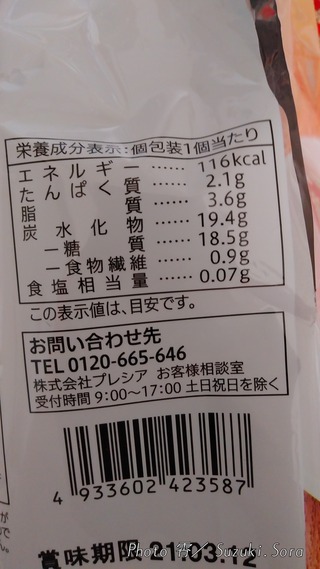 栄養成分表示:個包装1個当たり
エネルギー……116kcal
たんぱく質……2.1g
脂質……3.6g
炭水化物……19.4g
－糖質……18.5g
－食物繊維……0.9g
食塩相当量……0.07g
この表示値は、目安です。
お問い合わせ先
TEL 0120-665-646
株式会社プレシア お客様相談室
受付時間 9:00～17:00 土日祝日を除く
4 933602 423587
賞味期限 21.03.12
Photo by Suzuki.Sora